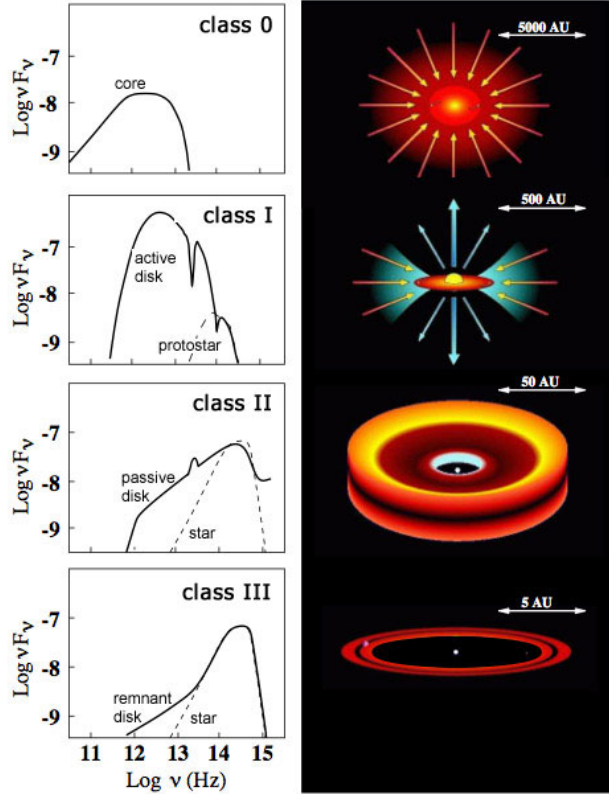 class 0
5000 AU
core
-7
-8
-9
Log νFν
class I
500 AU
active
disk
protostar
-7
-8
-9
Log νFν
class II
50 AU
passive
disk
star
-7
-8
-9
Log νFν
class III
5 AU
remnant
disk
star
-7
-8
-9
Log νFν
11 12 13 14 15
Log ν (Hz)